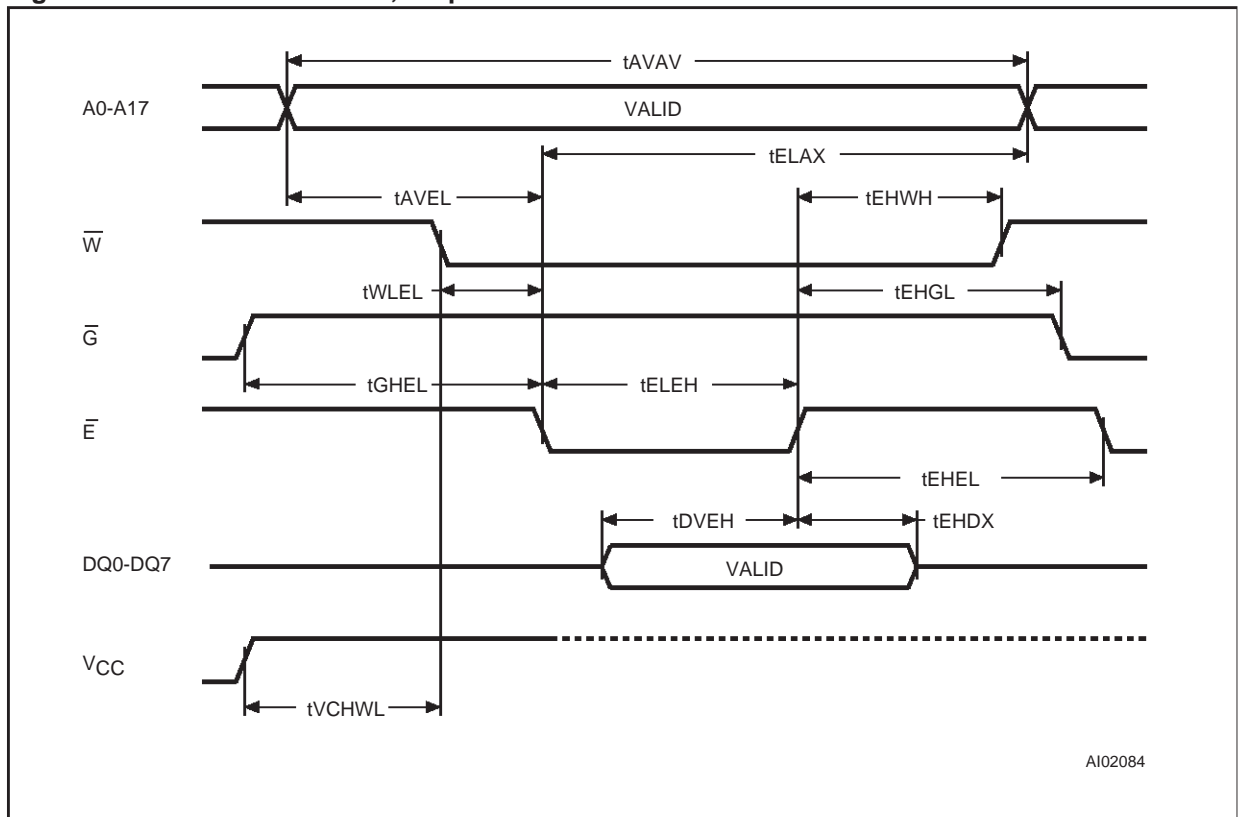 tAVAV
A0-A17
VALID
tELAX
tAVEL
tEHWH
W
tWLEL
tEHGL
G
tGHEL
tELEH
E
tEHEL
tDVEH
tEHDX
DQ0-DQ7
VALID
VCC
tVCHWL
AI02084